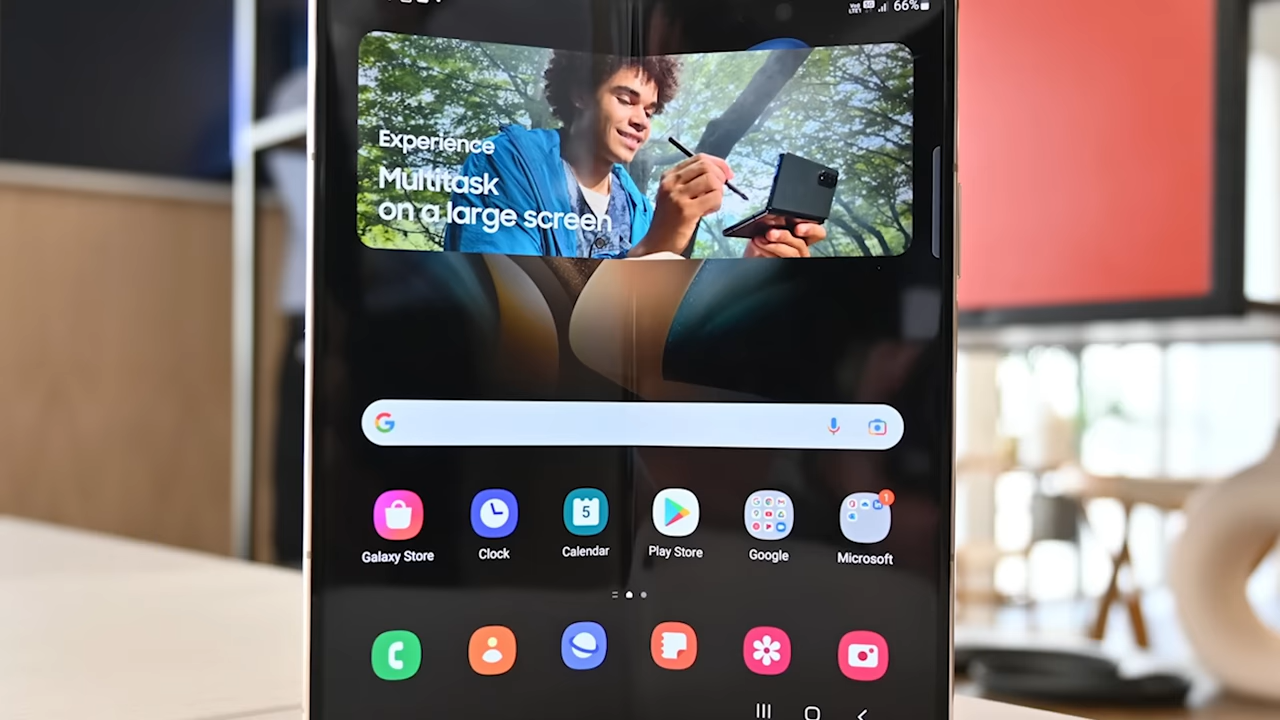 66%
Experience
Multitask
on a large screen
G
5
1
Galaxy Store
Clock
Calendar
Play Store
Google
Microsoft